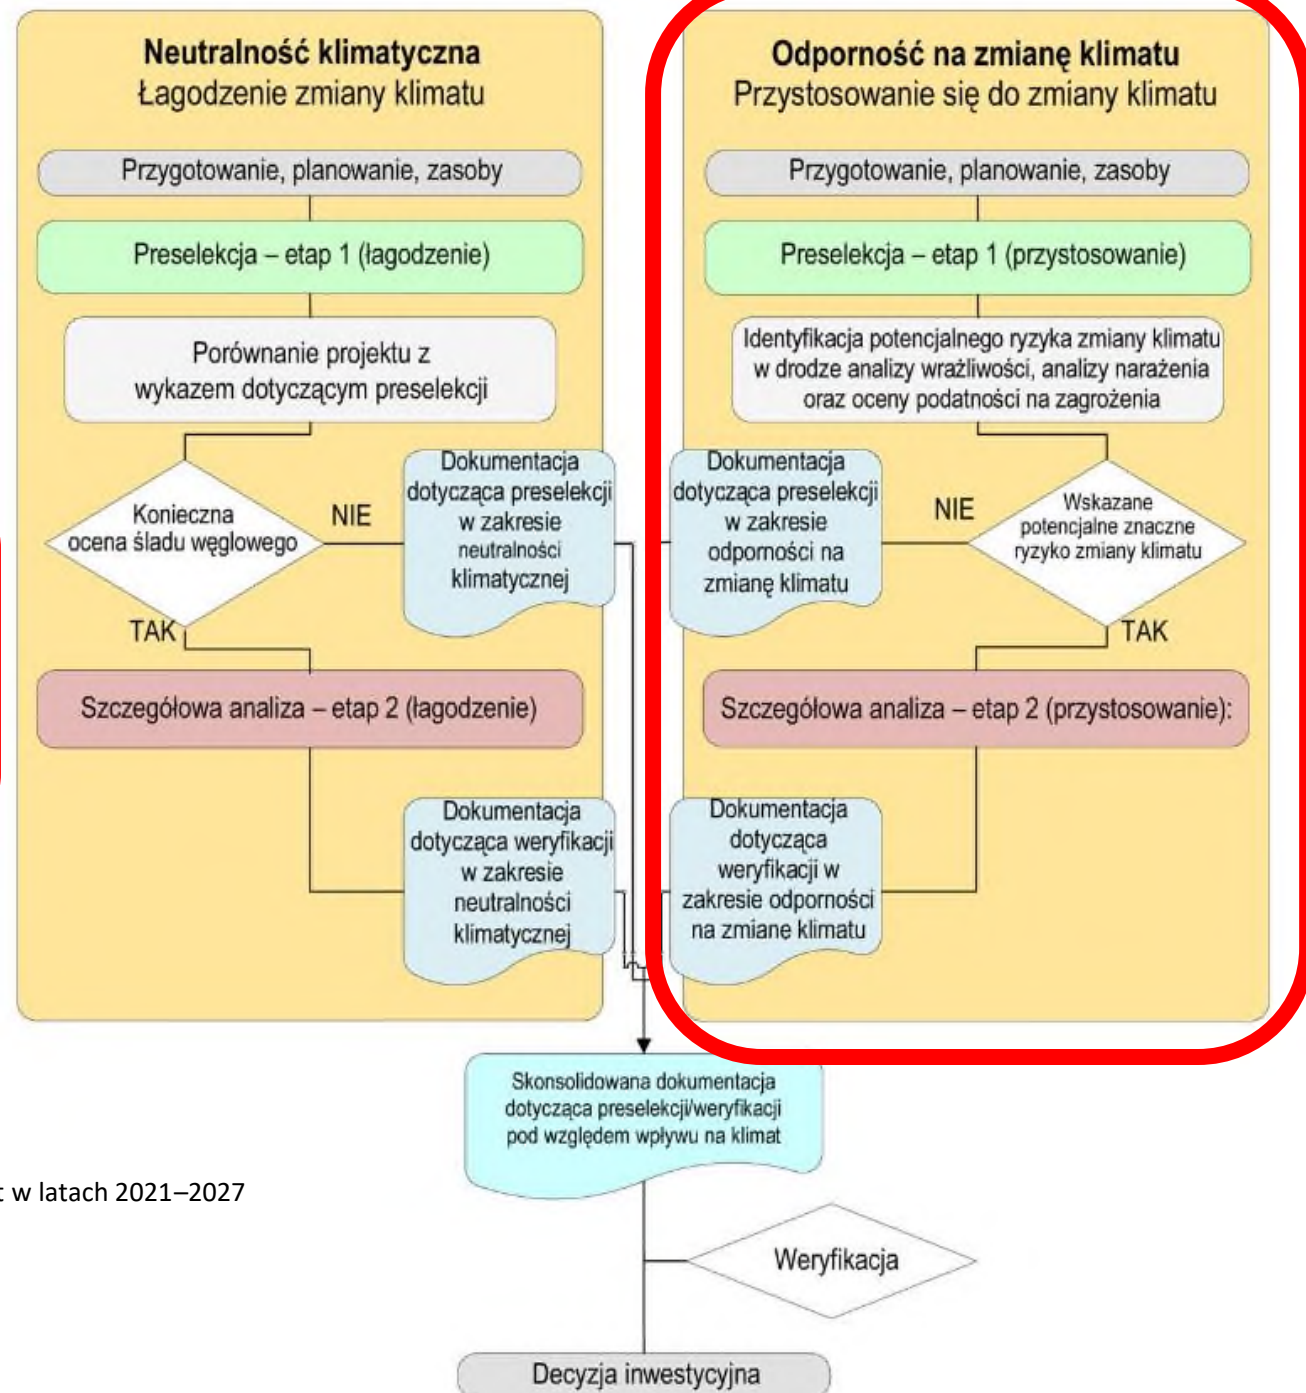 Neutralność klimatyczna
Łagodzenie zmiany klimatu
Przygotowanie, planowanie, zasoby
Preselekcja – etap 1 (łagodzenie)
Porównanie projektu z
wykazem dotyczącym preselekcji
Konieczna
ocena śladu węglowego
NIE
Dokumentacja
dotycząca preselekcji
w zakresie
neutralności
klimatycznej
TAK
Szczegółowa analiza – etap 2 (łagodzenie)
Dokumentacja
dotycząca weryfikacji
w zakresie
neutralności
klimatycznej
Odporność na zmianę klimatu
Przystosowanie się do zmiany klimatu
Przygotowanie, planowanie, zasoby
Preselekcja – etap 1 (przystosowanie)
Identyfikacja potencjalnego ryzyka zmiany klimatu
w drodze analizy wrażliwości, analizy narażenia
oraz oceny podatności na zagrożenia
Dokumentacja
dotycząca preselekcji
w zakresie
odporności na
zmianę klimatu
NIE
Wskazane
potencjalne znaczne
ryzyko zmiany klimatu
TAK
Szczegółowa analiza – etap 2 (przystosowanie):
Dokumentacja
dotycząca
weryfikacji w
zakresie odporności
na zmianę klimatu
Skonsolidowana dokumentacja
dotycząca preselekcji/weryfikacji
pod względem wpływu na klimat
w latach 2021–2027
Weryfikacja
Decyzja inwestycyjna